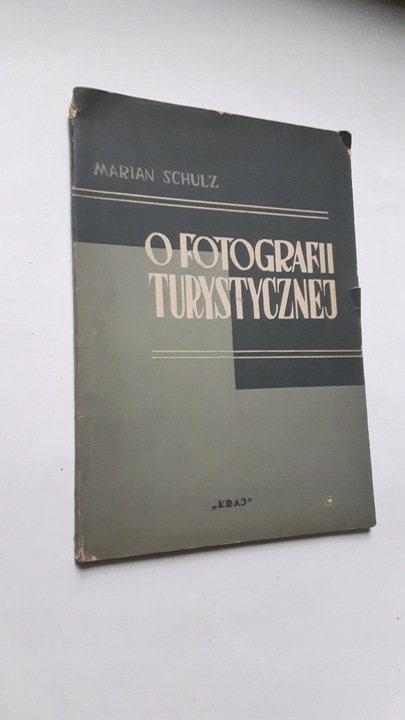 MARIAN SCHULZ
O FOTOGRAFII
TURYSTYCZNEJ
„KRAJ”